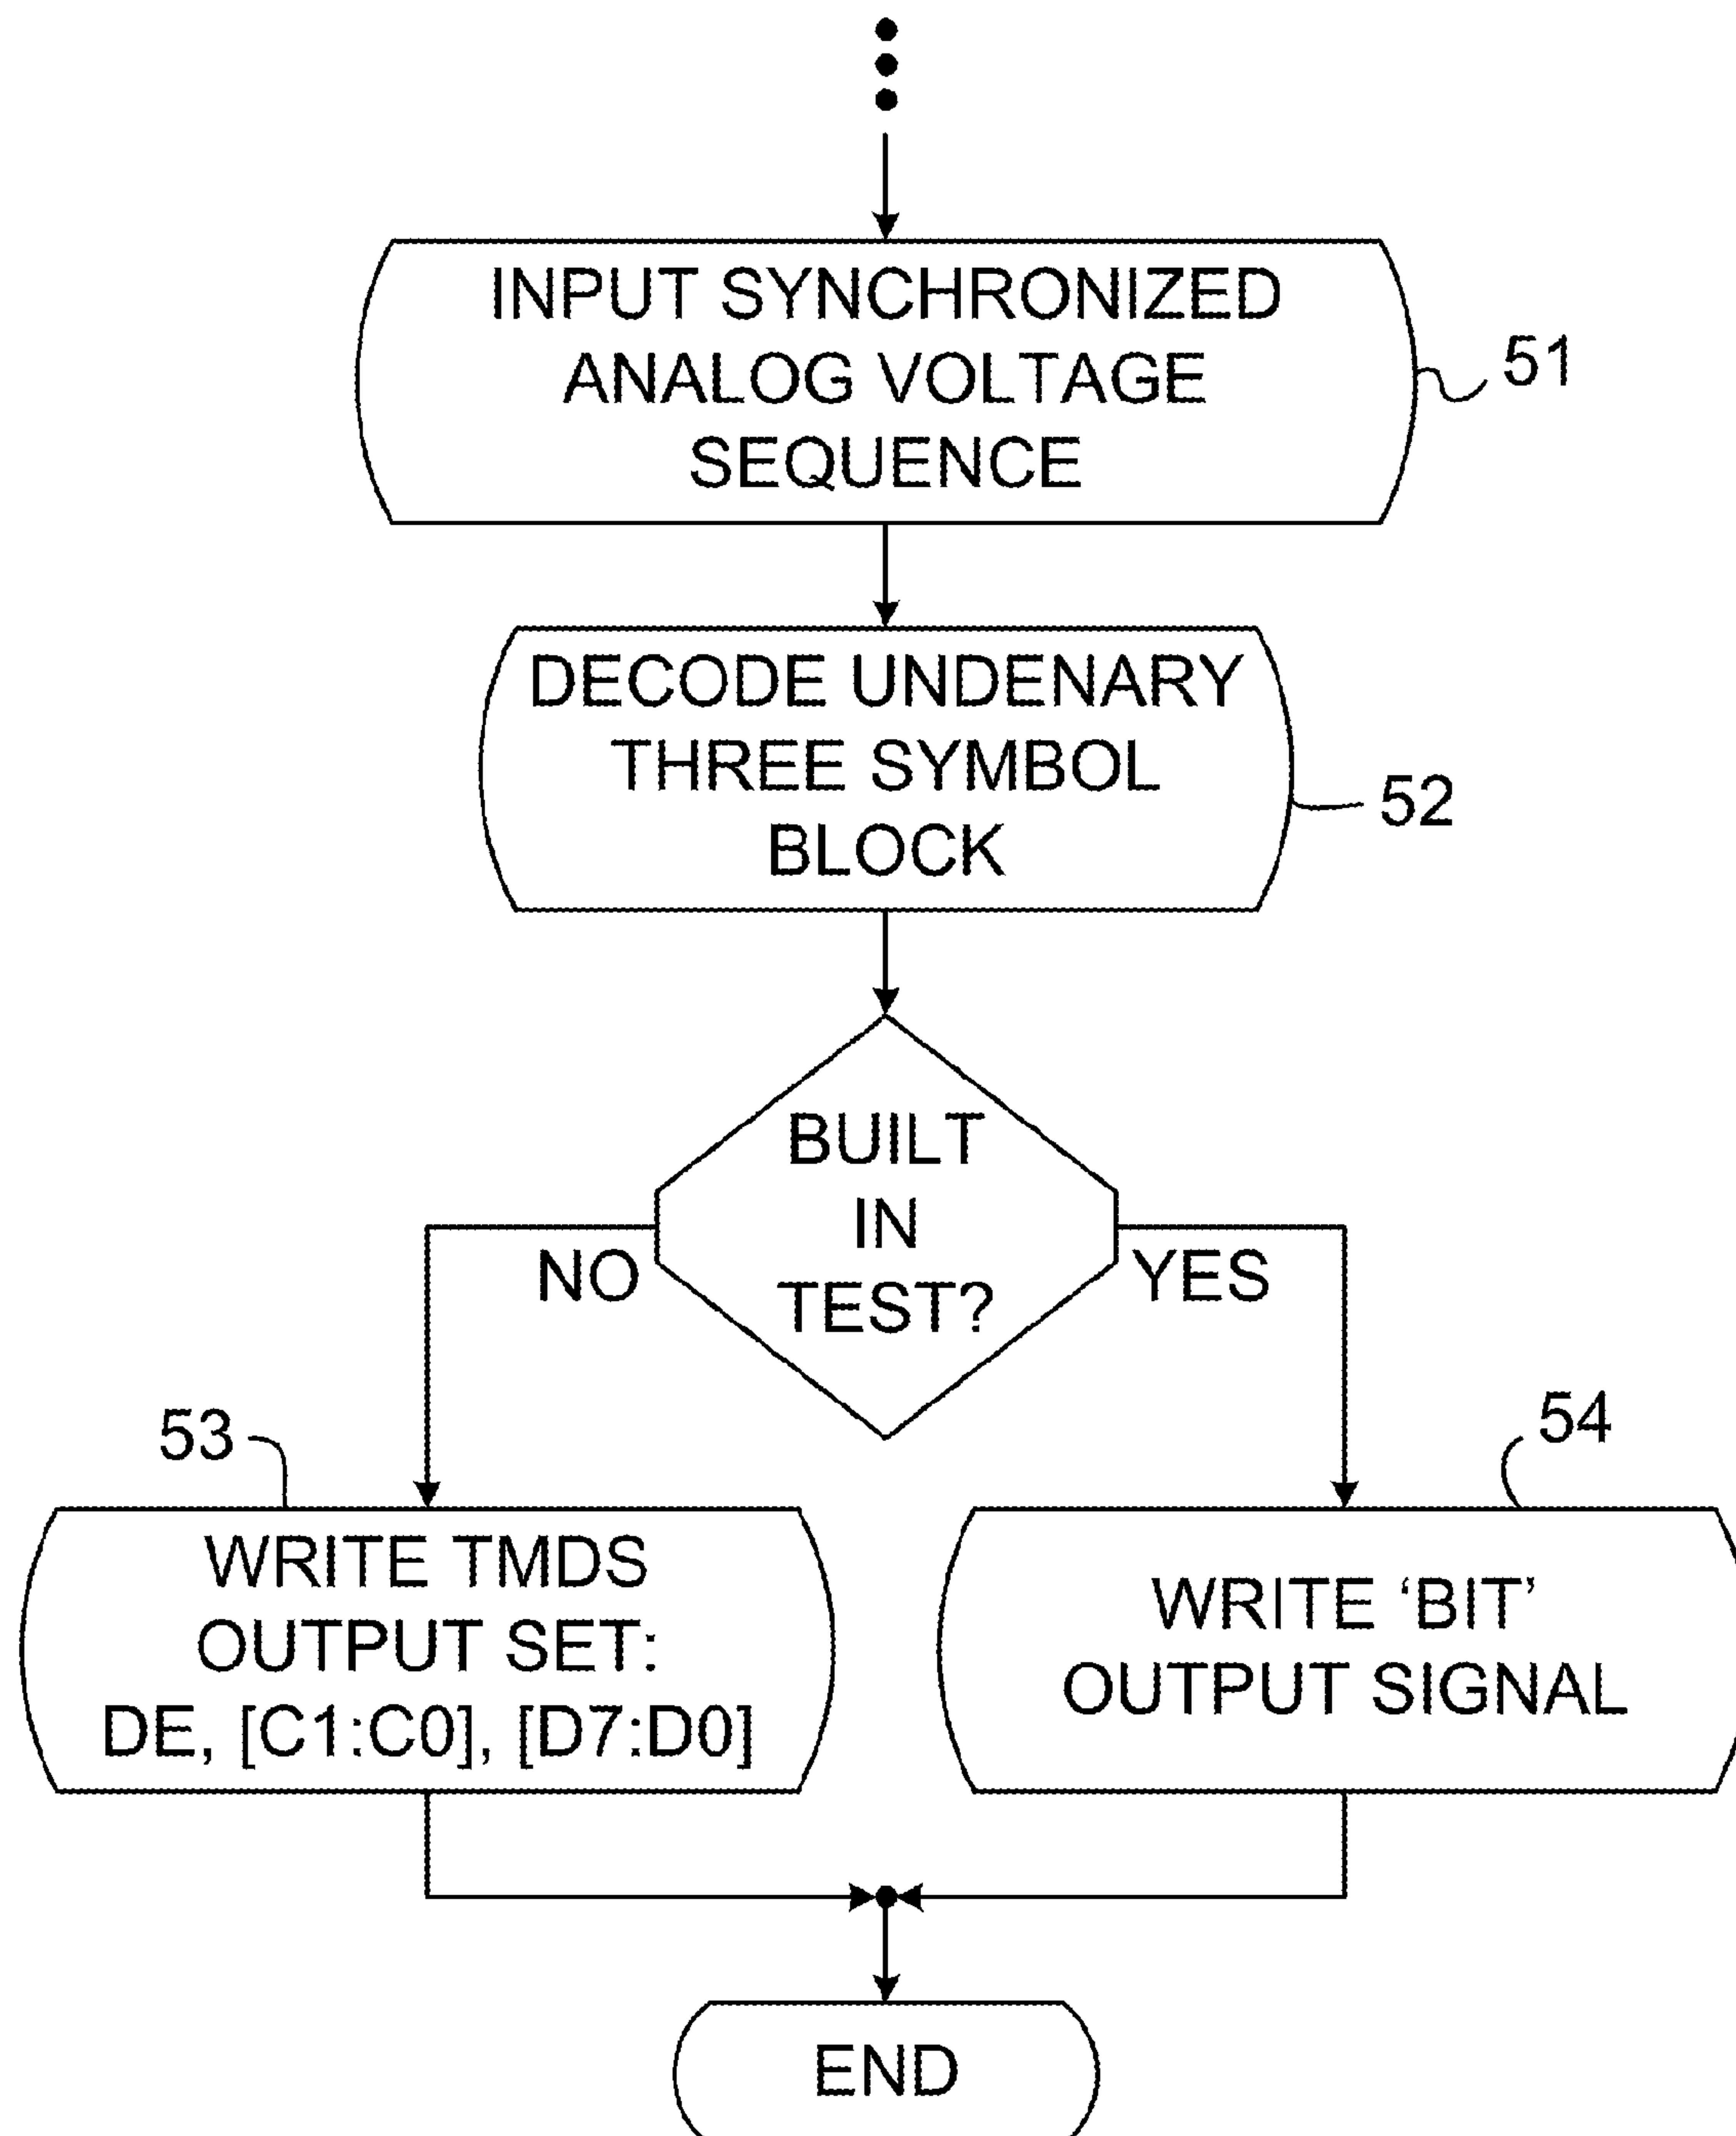 INPUT SYNCHRONIZED
ANALOG VOLTAGE
SEQUENCE
51
DECODE UNDENARY
THREE SYMBOL
BLOCK
52
BUILT
IN
TEST?
NO
YES
53
WRITE TMDS
OUTPUT SET:
DE, [C1:C0], [D7:D0]
54
WRITE ‘BIT’
OUTPUT SIGNAL
END